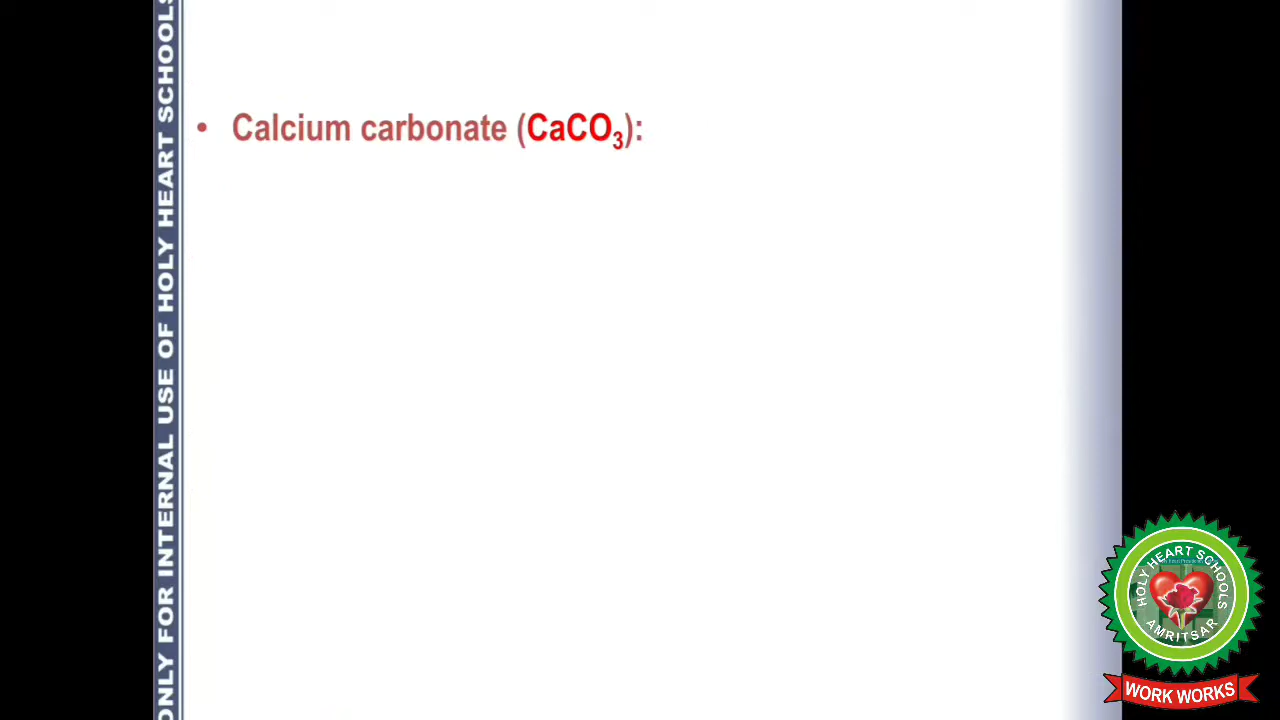 ONLY FOR INTERNAL USE OF HOLY HEART SCHOOLS
• Calcium carbonate (CaCO₃):
HOLY HEART SCHOOLS
AMRITSAR
WORK WORKS